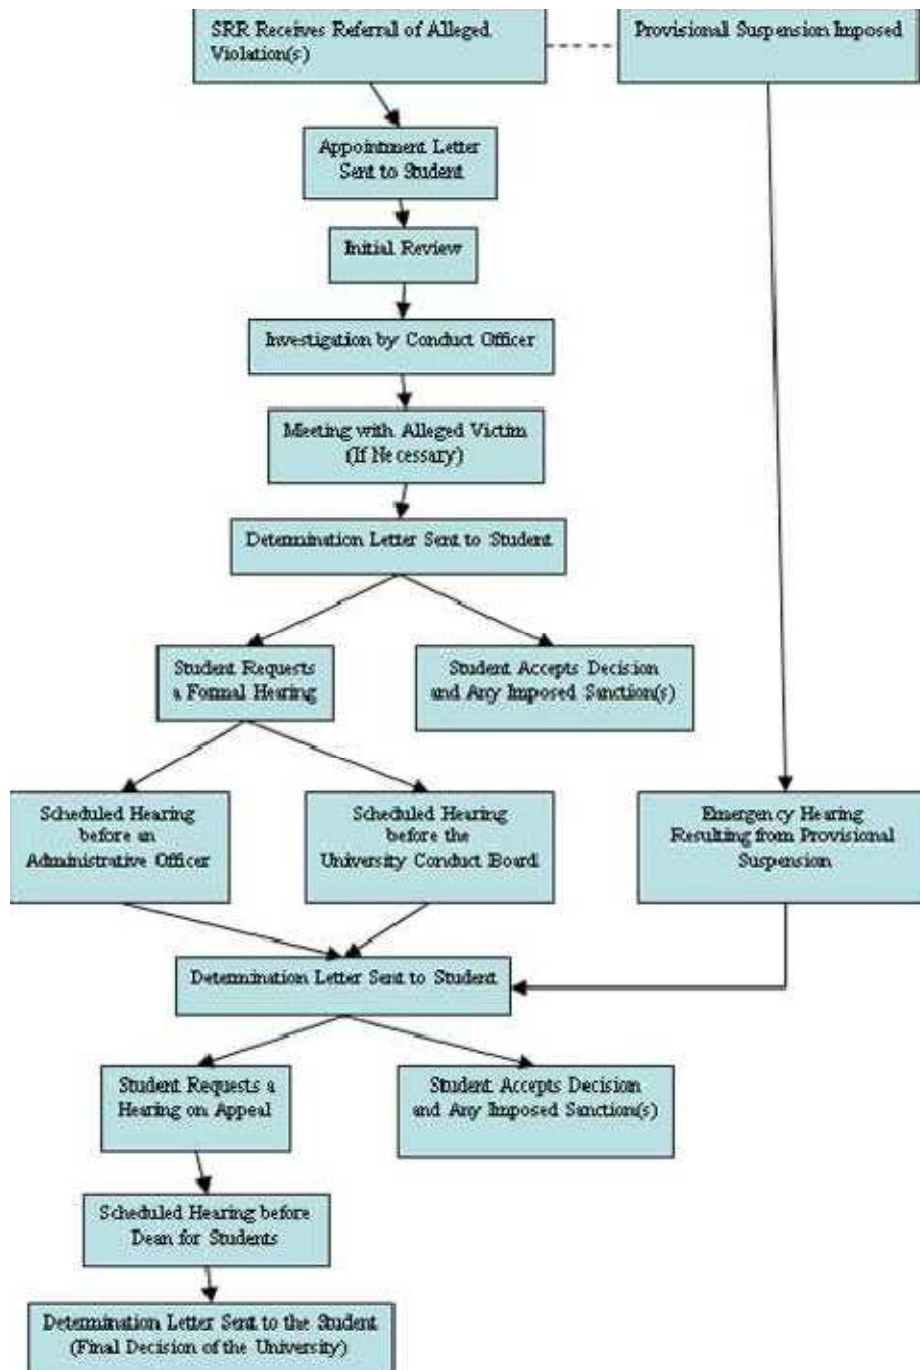 SRR Receives Referral of Alleged
Violation(s)
Provisional Suspension Imposed
Appointment Letter
Sent to Student
Initial Review
Investigation by Conduct Officer
Meeting with Alleged Victim
(If Necessary)
Determination Letter Sent to Student
Student Requests
a Formal Hearing
Student Accepts Decision
and Any Imposed Sanction(s)
Scheduled Hearing
before an
Administrative Officer
Scheduled Hearing
before the
University Conduct Board
Emergency Hearing
Resulting from Provisional
Suspension
Determination Letter Sent to Student
Student Requests a
Hearing on Appeal
Student Accepts Decision
and Any Imposed Sanction(s)
Scheduled Hearing before
Dean for Students
Determination Letter Sent to the Student
(Final Decision of the University)